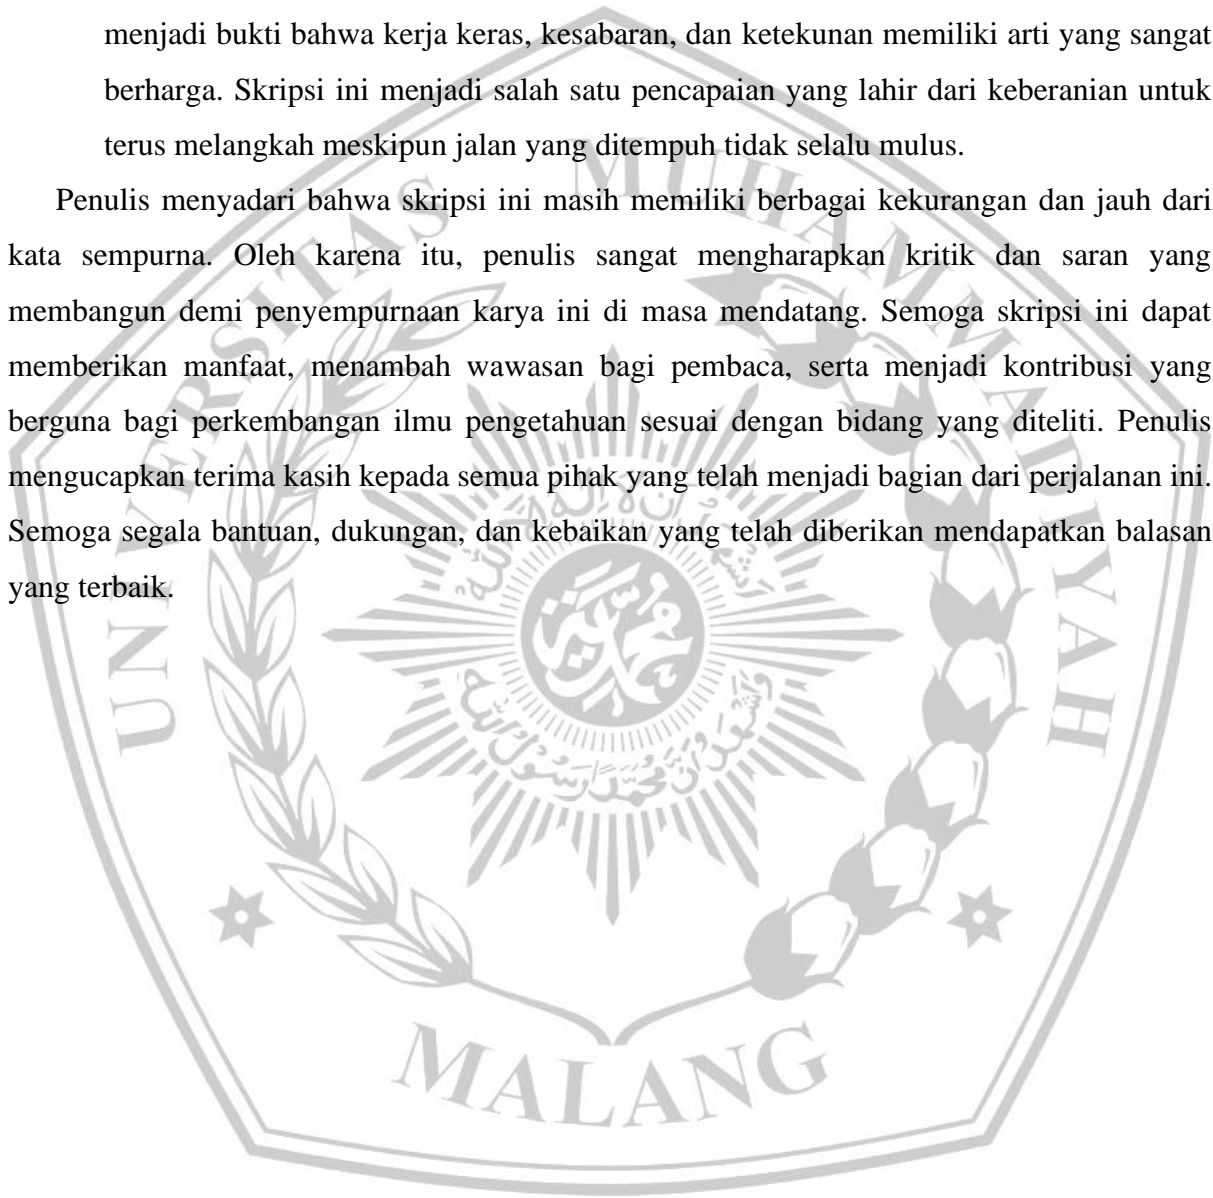 menjadi bukti bahwa kerja keras, kesabaran, dan ketekunan memiliki arti yang sangat
berharga. Skripsi ini menjadi salah satu pencapaian yang lahir dari keberanian untuk
terus melangkah meskipun jalan yang ditempuh tidak selalu mulus.
Penulis menyadari bahwa skripsi ini masih memiliki berbagai kekurangan dan jauh dari
kata sempurna. Oleh karena itu, penulis sangat mengharapkan kritik dan saran yang
membangun demi penyempurnaan karya ini di masa mendatang. Semoga skripsi ini dapat
memberikan manfaat, menambah wawasan bagi pembaca, serta menjadi kontribusi yang
berguna bagi perkembangan ilmu pengetahuan sesuai dengan bidang yang diteliti. Penulis
mengucapkan terima kasih kepada semua pihak yang telah menjadi bagian dari perjalanan ini.
Semoga segala bantuan, dukungan, dan kebaikan yang telah diberikan mendapatkan balasan
yang terbaik.
UNIVERSITAS MUHAMMADIYAH
MALANG